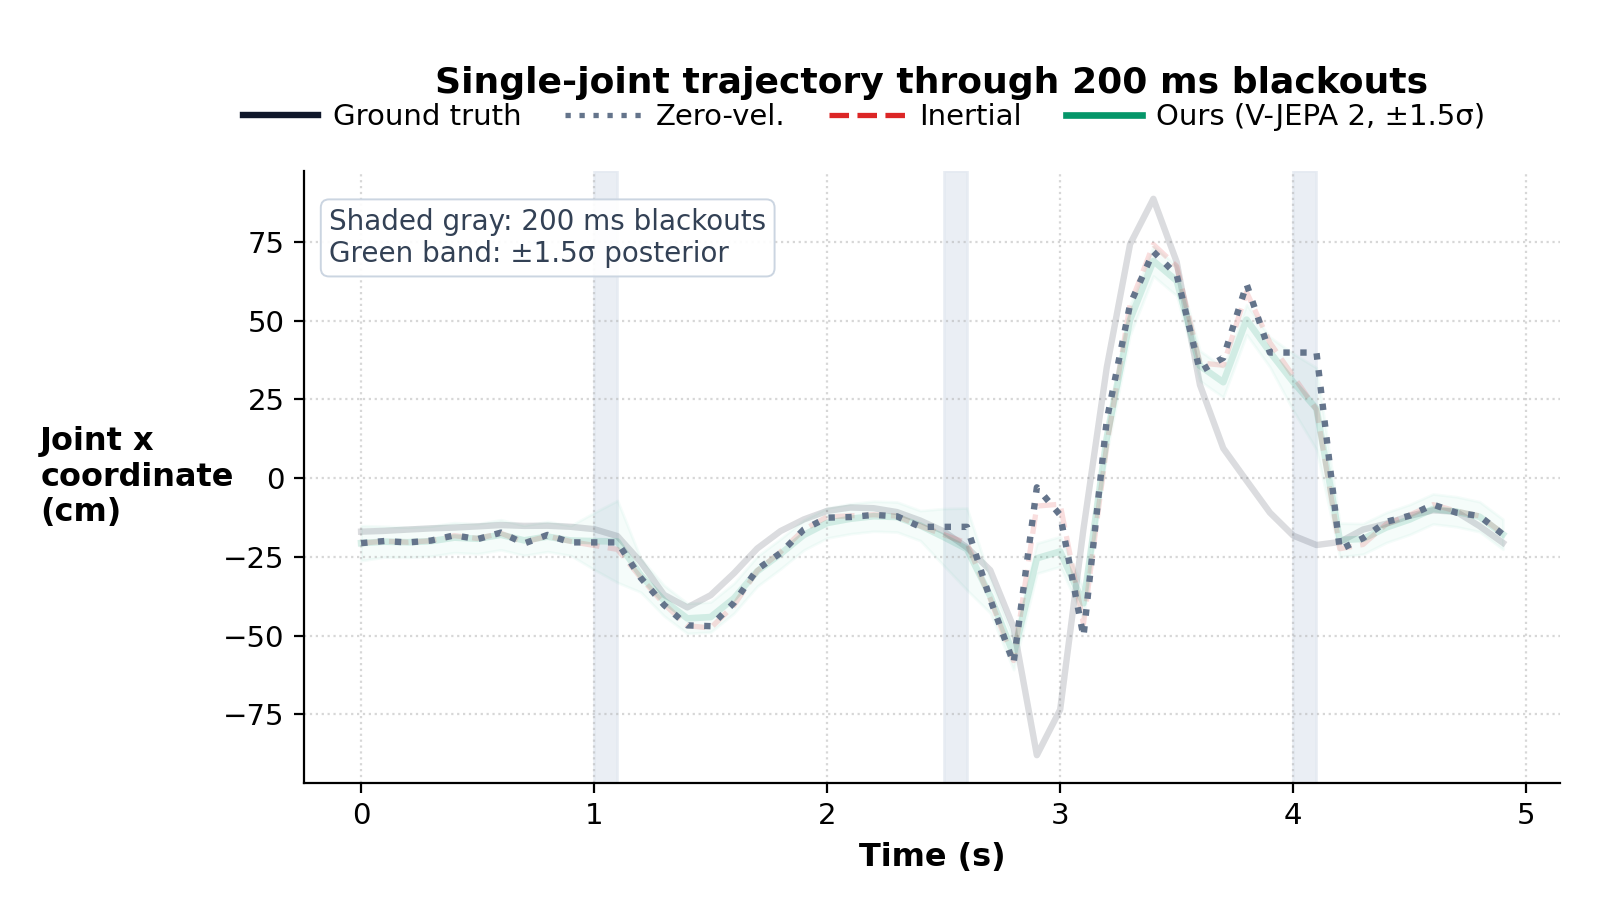 Single-joint trajectory through 200 ms blackouts
Ground truth Zero-vel. Inertial Ours (V-JEPA 2, ±1.5σ)
Shaded gray: 200 ms blackouts
Green band: ±1.5σ posterior
75
50
25
0
−25
−50
−75
Joint x
coordinate
(cm)
0 1 2 3 4 5
Time (s)